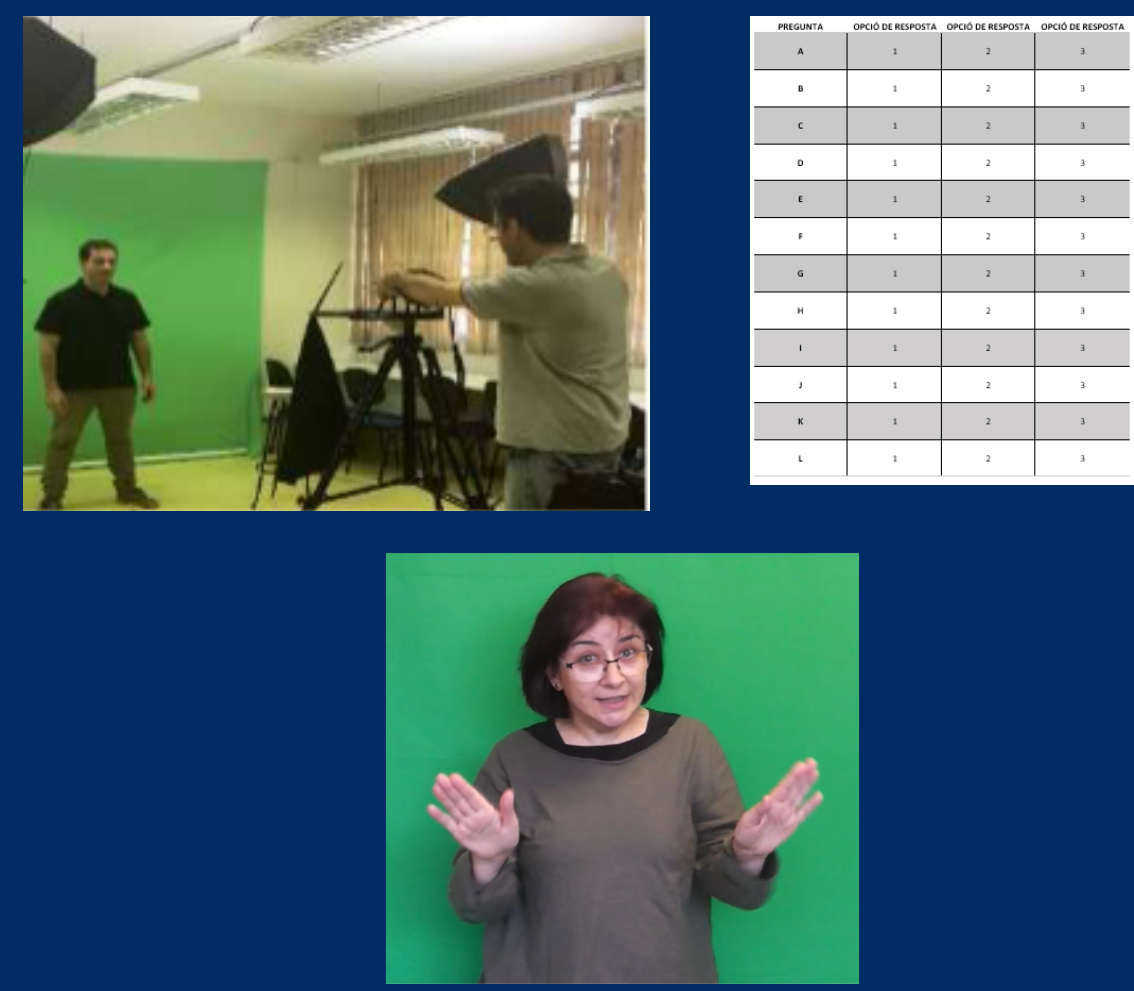 PREGUNTA OPCIÓ DE RESPOSTA OPCIÓ DE RESPOSTA OPCIÓ DE RESPOSTA
A 1 2 3
B 1 2 3
C 1 2 3
D 1 2 3
E 1 2 3
F 1 2 3
G 1 2 3
H 1 2 3
I 1 2 3
J 1 2 3
K 1 2 3
L 1 2 3